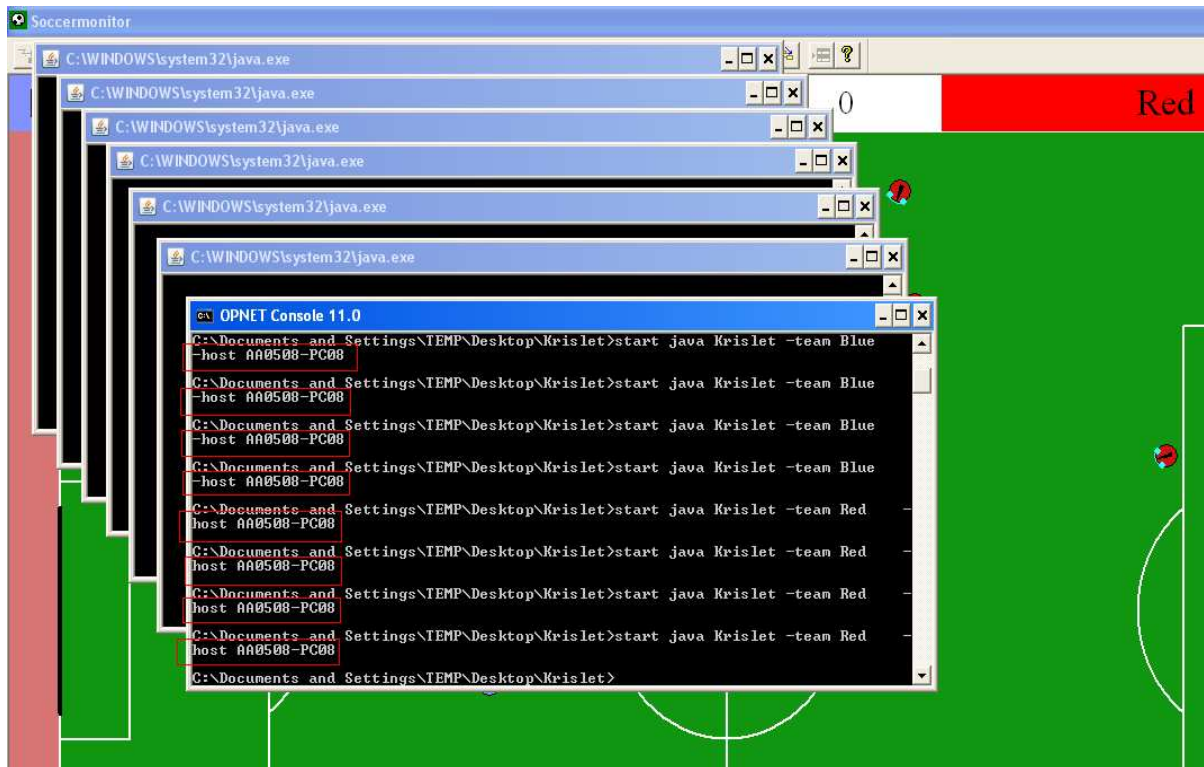 Soccermonitor
C:\WINDOWS\system32\java.exe
C:\WINDOWS\system32\java.exe
0
Red
C:\WINDOWS\system32\java.exe
C:\WINDOWS\system32\java.exe
C:\WINDOWS\system32\java.exe
C:\WINDOWS\system32\java.exe
OPNET Console 11.0
C:\Documents and Settings\TEMP\Desktop\Krislet>start java Krislet -team Blue
-host AA0508-PC08
C:\Documents and Settings\TEMP\Desktop\Krislet>start java Krislet -team Blue
-host AA0508-PC08
C:\Documents and Settings\TEMP\Desktop\Krislet>start java Krislet -team Blue
-host AA0508-PC08
C:\Documents and Settings\TEMP\Desktop\Krislet>start java Krislet -team Blue
-host AA0508-PC08
C:\Documents and Settings\TEMP\Desktop\Krislet>start java Krislet -team Red -
host AA0508-PC08
C:\Documents and Settings\TEMP\Desktop\Krislet>start java Krislet -team Red -
host AA0508-PC08
C:\Documents and Settings\TEMP\Desktop\Krislet>start java Krislet -team Red -
host AA0508-PC08
C:\Documents and Settings\TEMP\Desktop\Krislet>start java Krislet -team Red -
host AA0508-PC08
C:\Documents and Settings\TEMP\Desktop\Krislet>